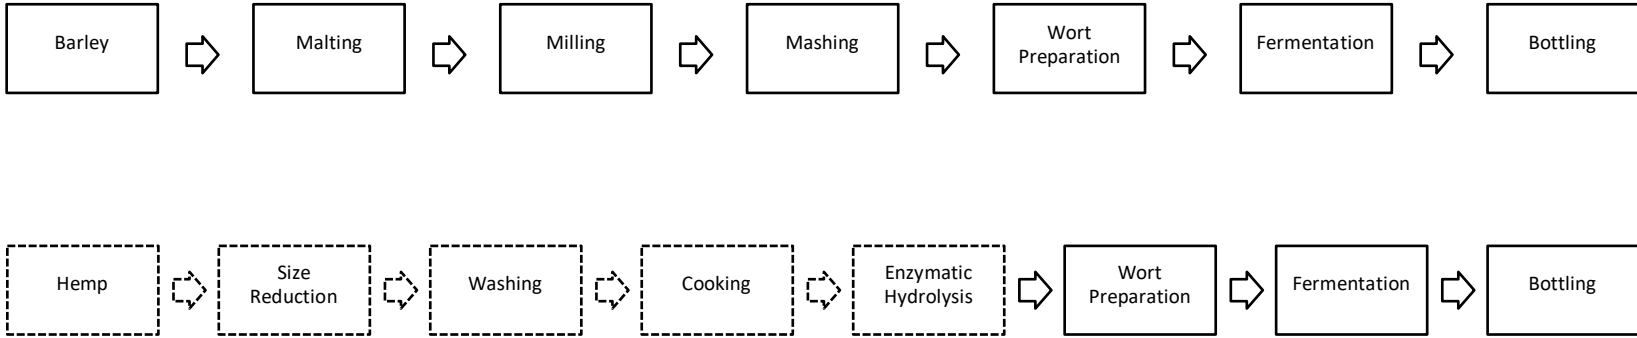 Barley
Malting
Milling
Mashing
Wort
Preparation
Fermentation
Bottling
Hemp
Size
Reduction
Washing
Cooking
Enzymatic
Hydrolysis
Wort
Preparation
Fermentation
Bottling